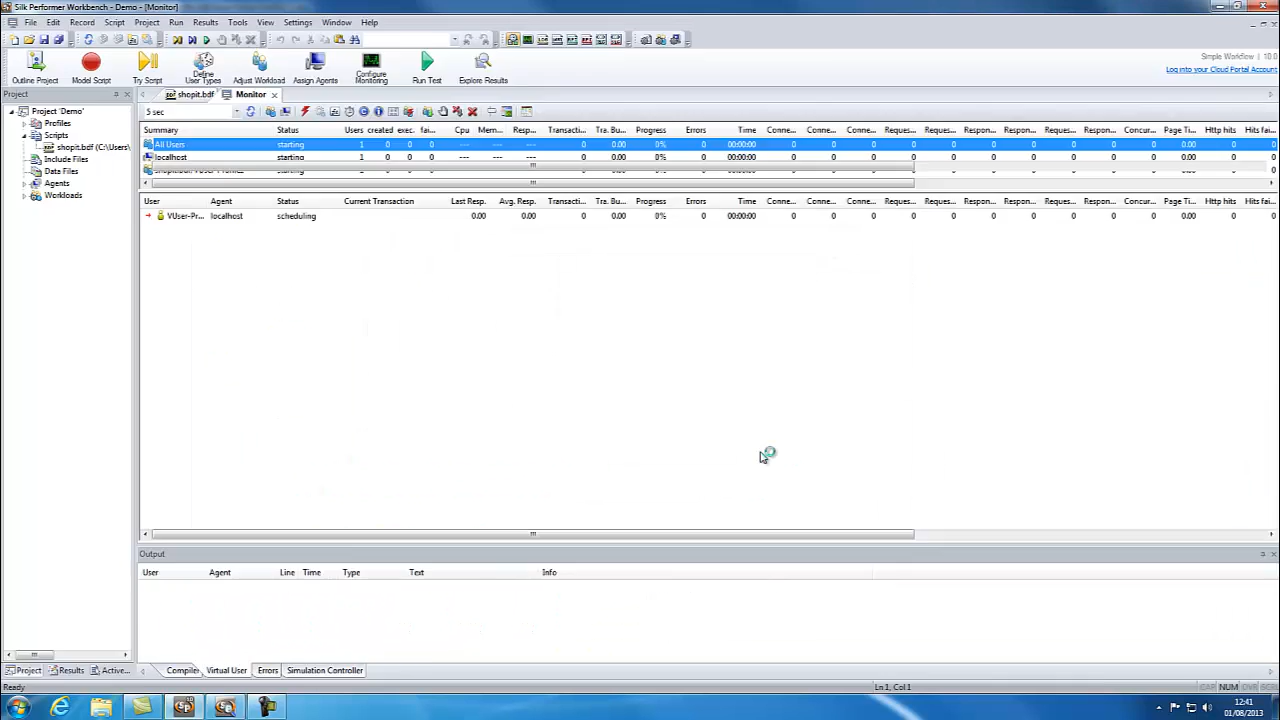 Silk Performer Workbench - Demo - [Monitor]
File Edit Record Script Project Run Results Tools View Settings Window Help
Outline Project Model Script Try Script Define User Types Adjust Workload Assign Agents Configure Monitoring Run Test Explore Results
Simple Workflow | 10.0
Log into your Cloud Portal Account
Project
shopit.bdf Monitor
5 sec
Project 'Demo'
Profiles
Scripts
shopit.bdf (C:\Users\
Include Files
Data Files
Agents
Workloads
Summary Status Users created exec. fai... Cpu Mem... Resp... Transacti... Tra. Bu... Progress Errors Time Conne... Conne... Conne... Reques... Reques... Respon... Respon... Concur... Page Ti... Http hits Hits fai...
All Users starting 1 0 0 0 --- --- --- 0 0.00 0% 0 00:00:00 0 0 0 0 0 0 0 0 0.00 0 0
localhost starting 1 0 0 0 --- --- --- 0 0.00 0% 0 00:00:00 0 0 0 0 0 0 0 0 0.00 0 0
User Agent Status Current Transaction Last Resp. Avg. Resp. Transacti... Tra. Bu... Progress Errors Time Conne... Conne... Conne... Reques... Reques... Respon... Respon... Reques... Concur... Page Ti... Http hits Hits fai...
VUser-Pr... localhost scheduling 0.00 0.00 0 0.00 0% 0 00:00:00 0 0 0 0 0 0 0 0 0 0.00 0 0
Output
User Agent Line Time Type Text Info
Project Results Active...
Compiler Virtual User Errors Simulation Controller
Ready Ln 1, Col 1 CAP NUM OVR SCRL
12:41
01/08/2013